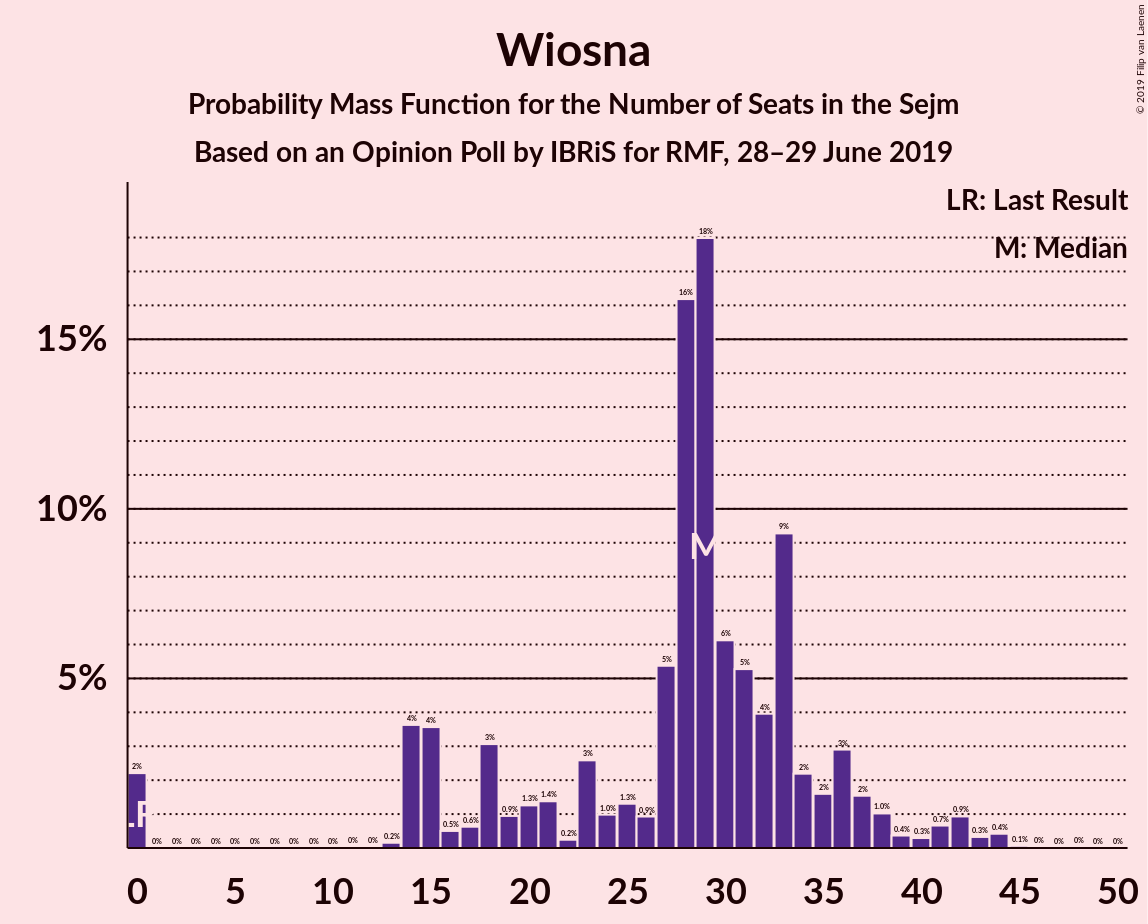 Wiosna
Probability Mass Function for the Number of Seats in the Sejm
Based on an Opinion Poll by IBRiS for RMF, 28–29 June 2019
© 2019 Filip van Laenen
LR: Last Result
M: Median
15%
10%
5%
2% 0% 0% 0% 0% 0% 0% 0% 0% 0% 0% 0% 0% 0.2% 4% 4% 0.5% 0.6% 3% 0.9% 1.3% 1.4% 0.2% 3% 1.0% 1.3% 0.9% 5% 16% 18% 6% 5% 4% 9% 2% 2% 3% 2% 1.0% 0.4% 0.3% 0.7% 0.9% 0.3% 0.4% 0.1% 0% 0% 0% 0% 0%
LR
M
0 5 10 15 20 25 30 35 40 45 50